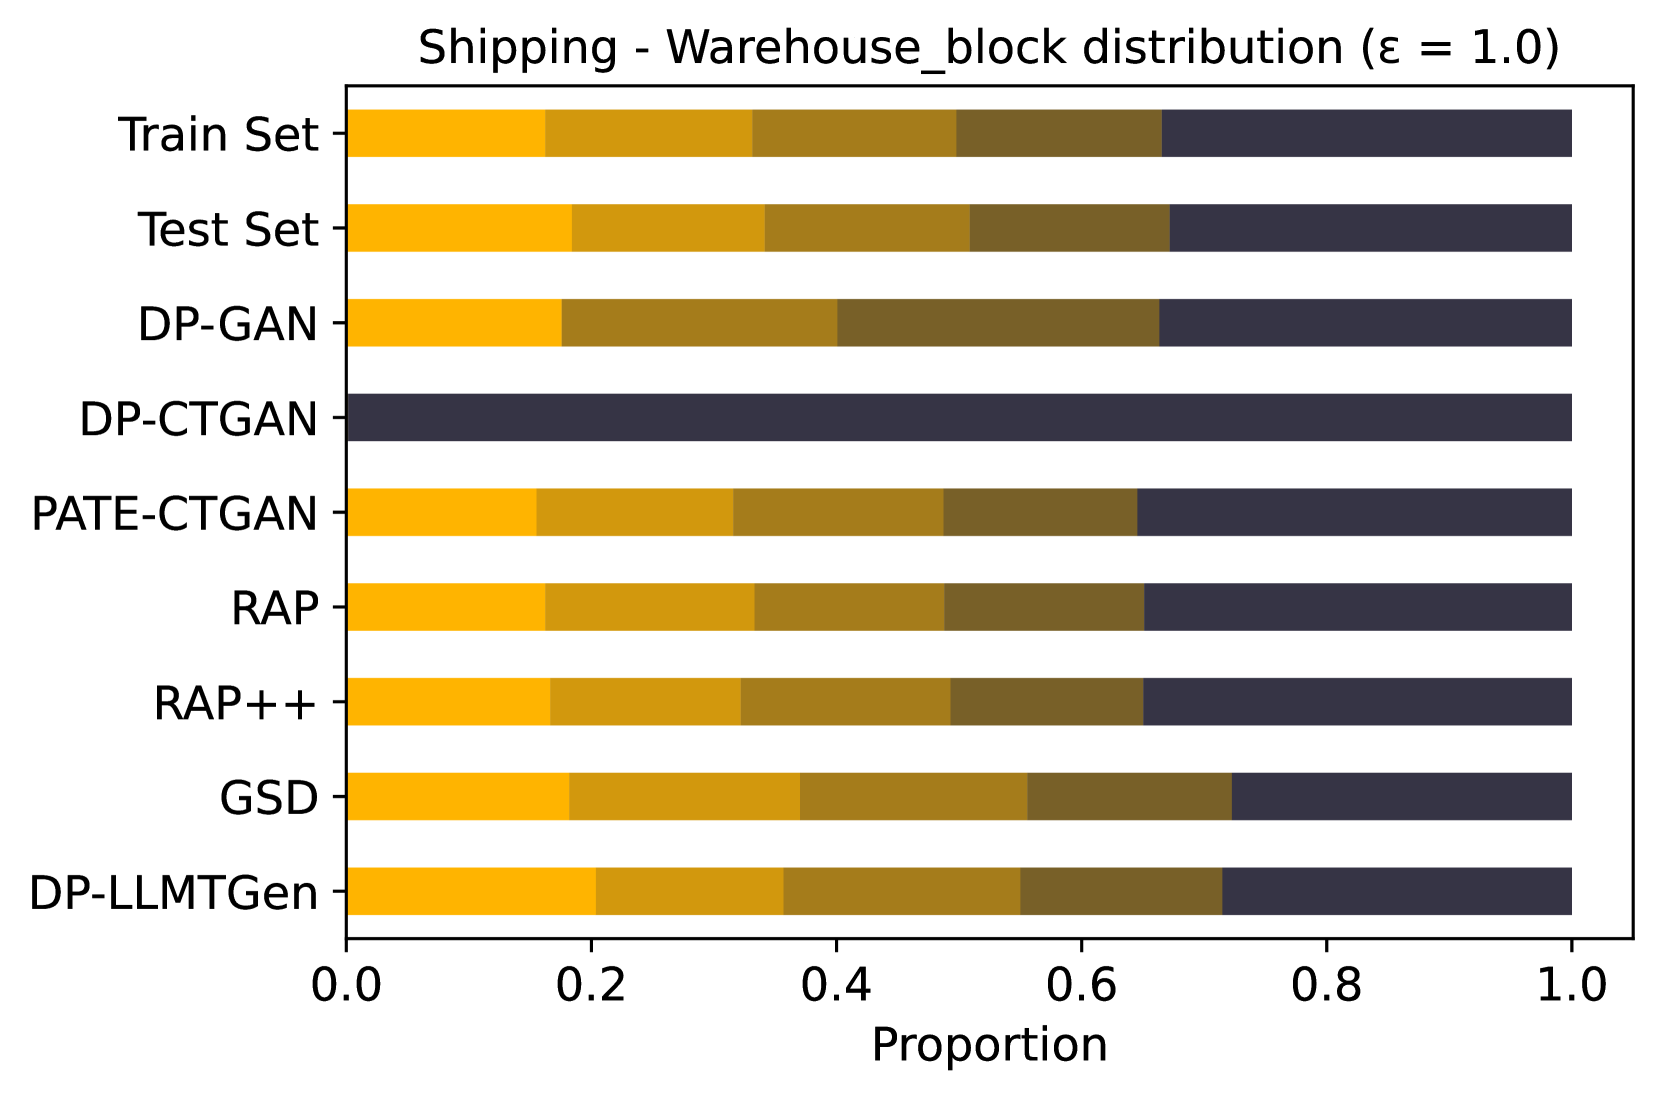 Shipping - Warehouse_block distribution (ε = 1.0)
Train Set
Test Set
DP-GAN
DP-CTGAN
PATE-CTGAN
RAP
RAP++
GSD
DP-LLMTGen
0.0 0.2 0.4 0.6 0.8 1.0
Proportion